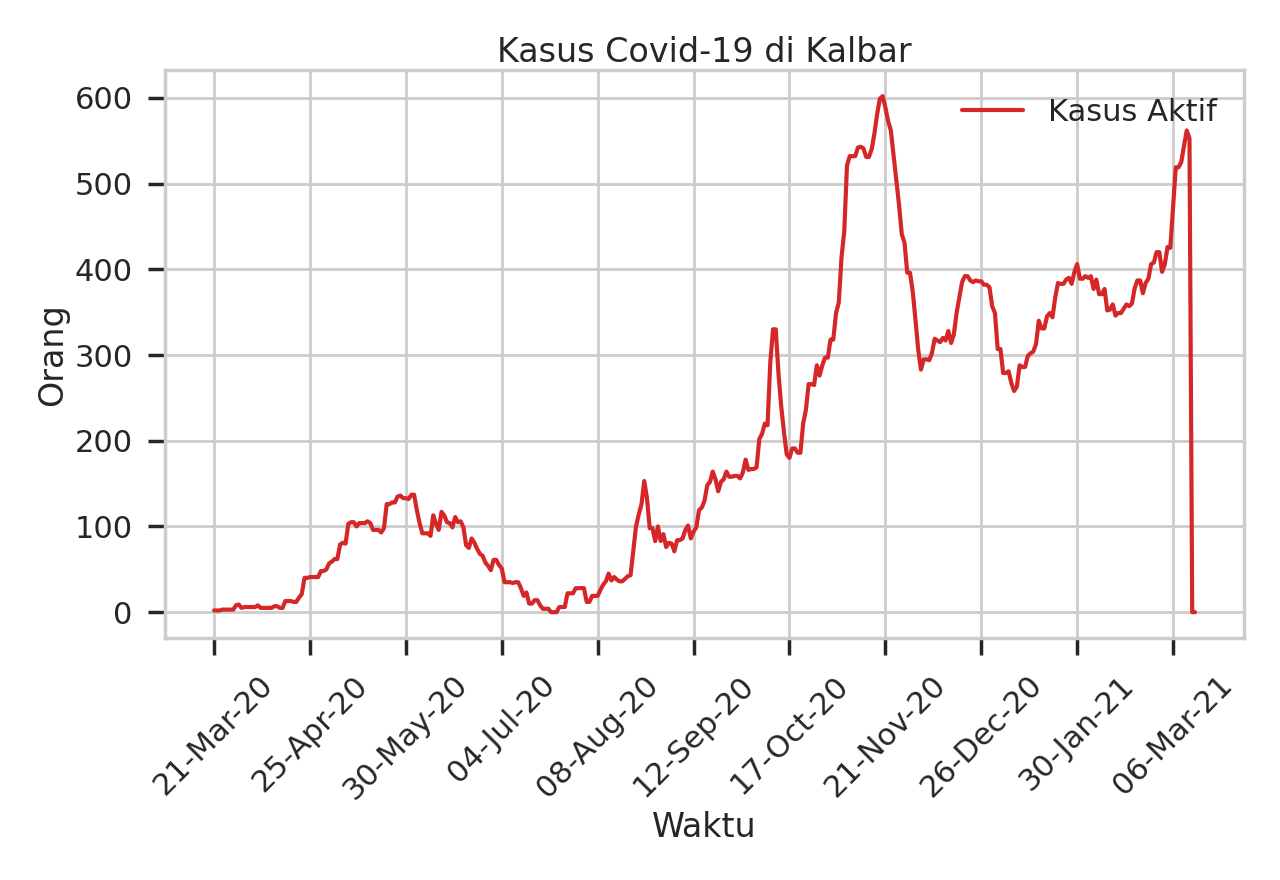 Kasus Covid-19 di Kalbar
Kasus Aktif
600
500
400
300
200
100
0
Orang
21-Mar-20
25-Apr-20
30-May-20
04-Jul-20
08-Aug-20
12-Sep-20
17-Oct-20
21-Nov-20
26-Dec-20
30-Jan-21
06-Mar-21
Waktu